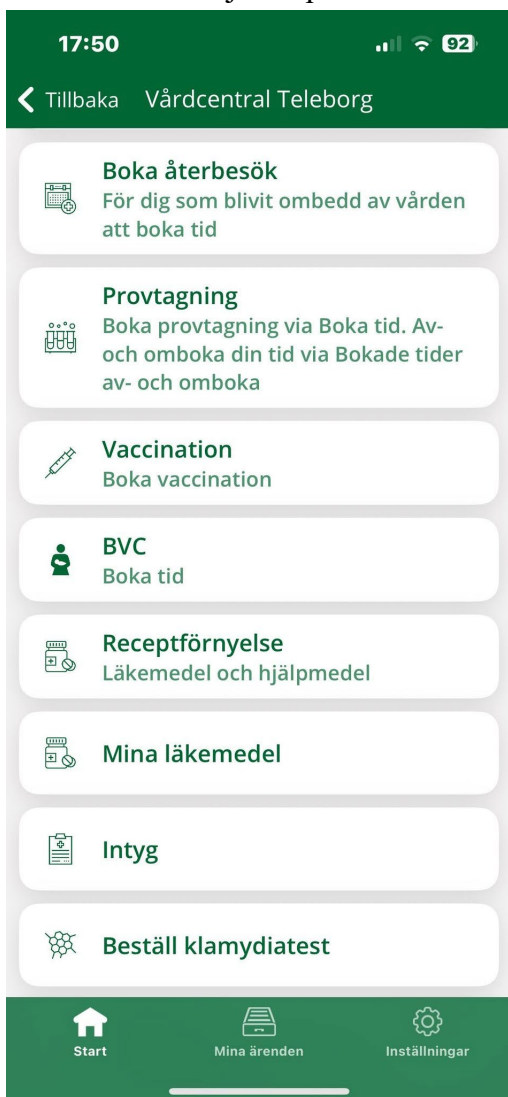 17:50
92
Tillbaka Vårdcentral Teleborg
Boka återbesök
För dig som blivit ombedd av vården
att boka tid
Provtagning
Boka provtagning via Boka tid. Av-
och omboka din tid via Bokade tider
av- och omboka
Vaccination
Boka vaccination
BVC
Boka tid
Receptförnyelse
Läkemedel och hjälpmedel
Mina läkemedel
Intyg
Beställ klamydiatest
Start Mina ärenden Inställningar